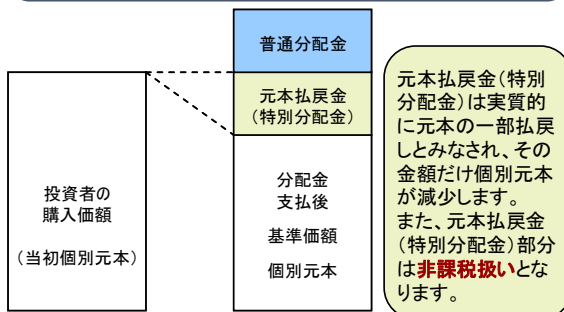 普通分配金
元本払戻金
(特別分配金)
分配金
支払後
基準価額
個別元本
投資者の
購入価額
(当初個別元本)
元本払戻金(特別
分配金)は実質的
に元本の一部払戻
しとみなされ、その
金額だけ個別元本
が減少します。
また、元本払戻金
(特別分配金)部分
は非課税扱いとな
ります。